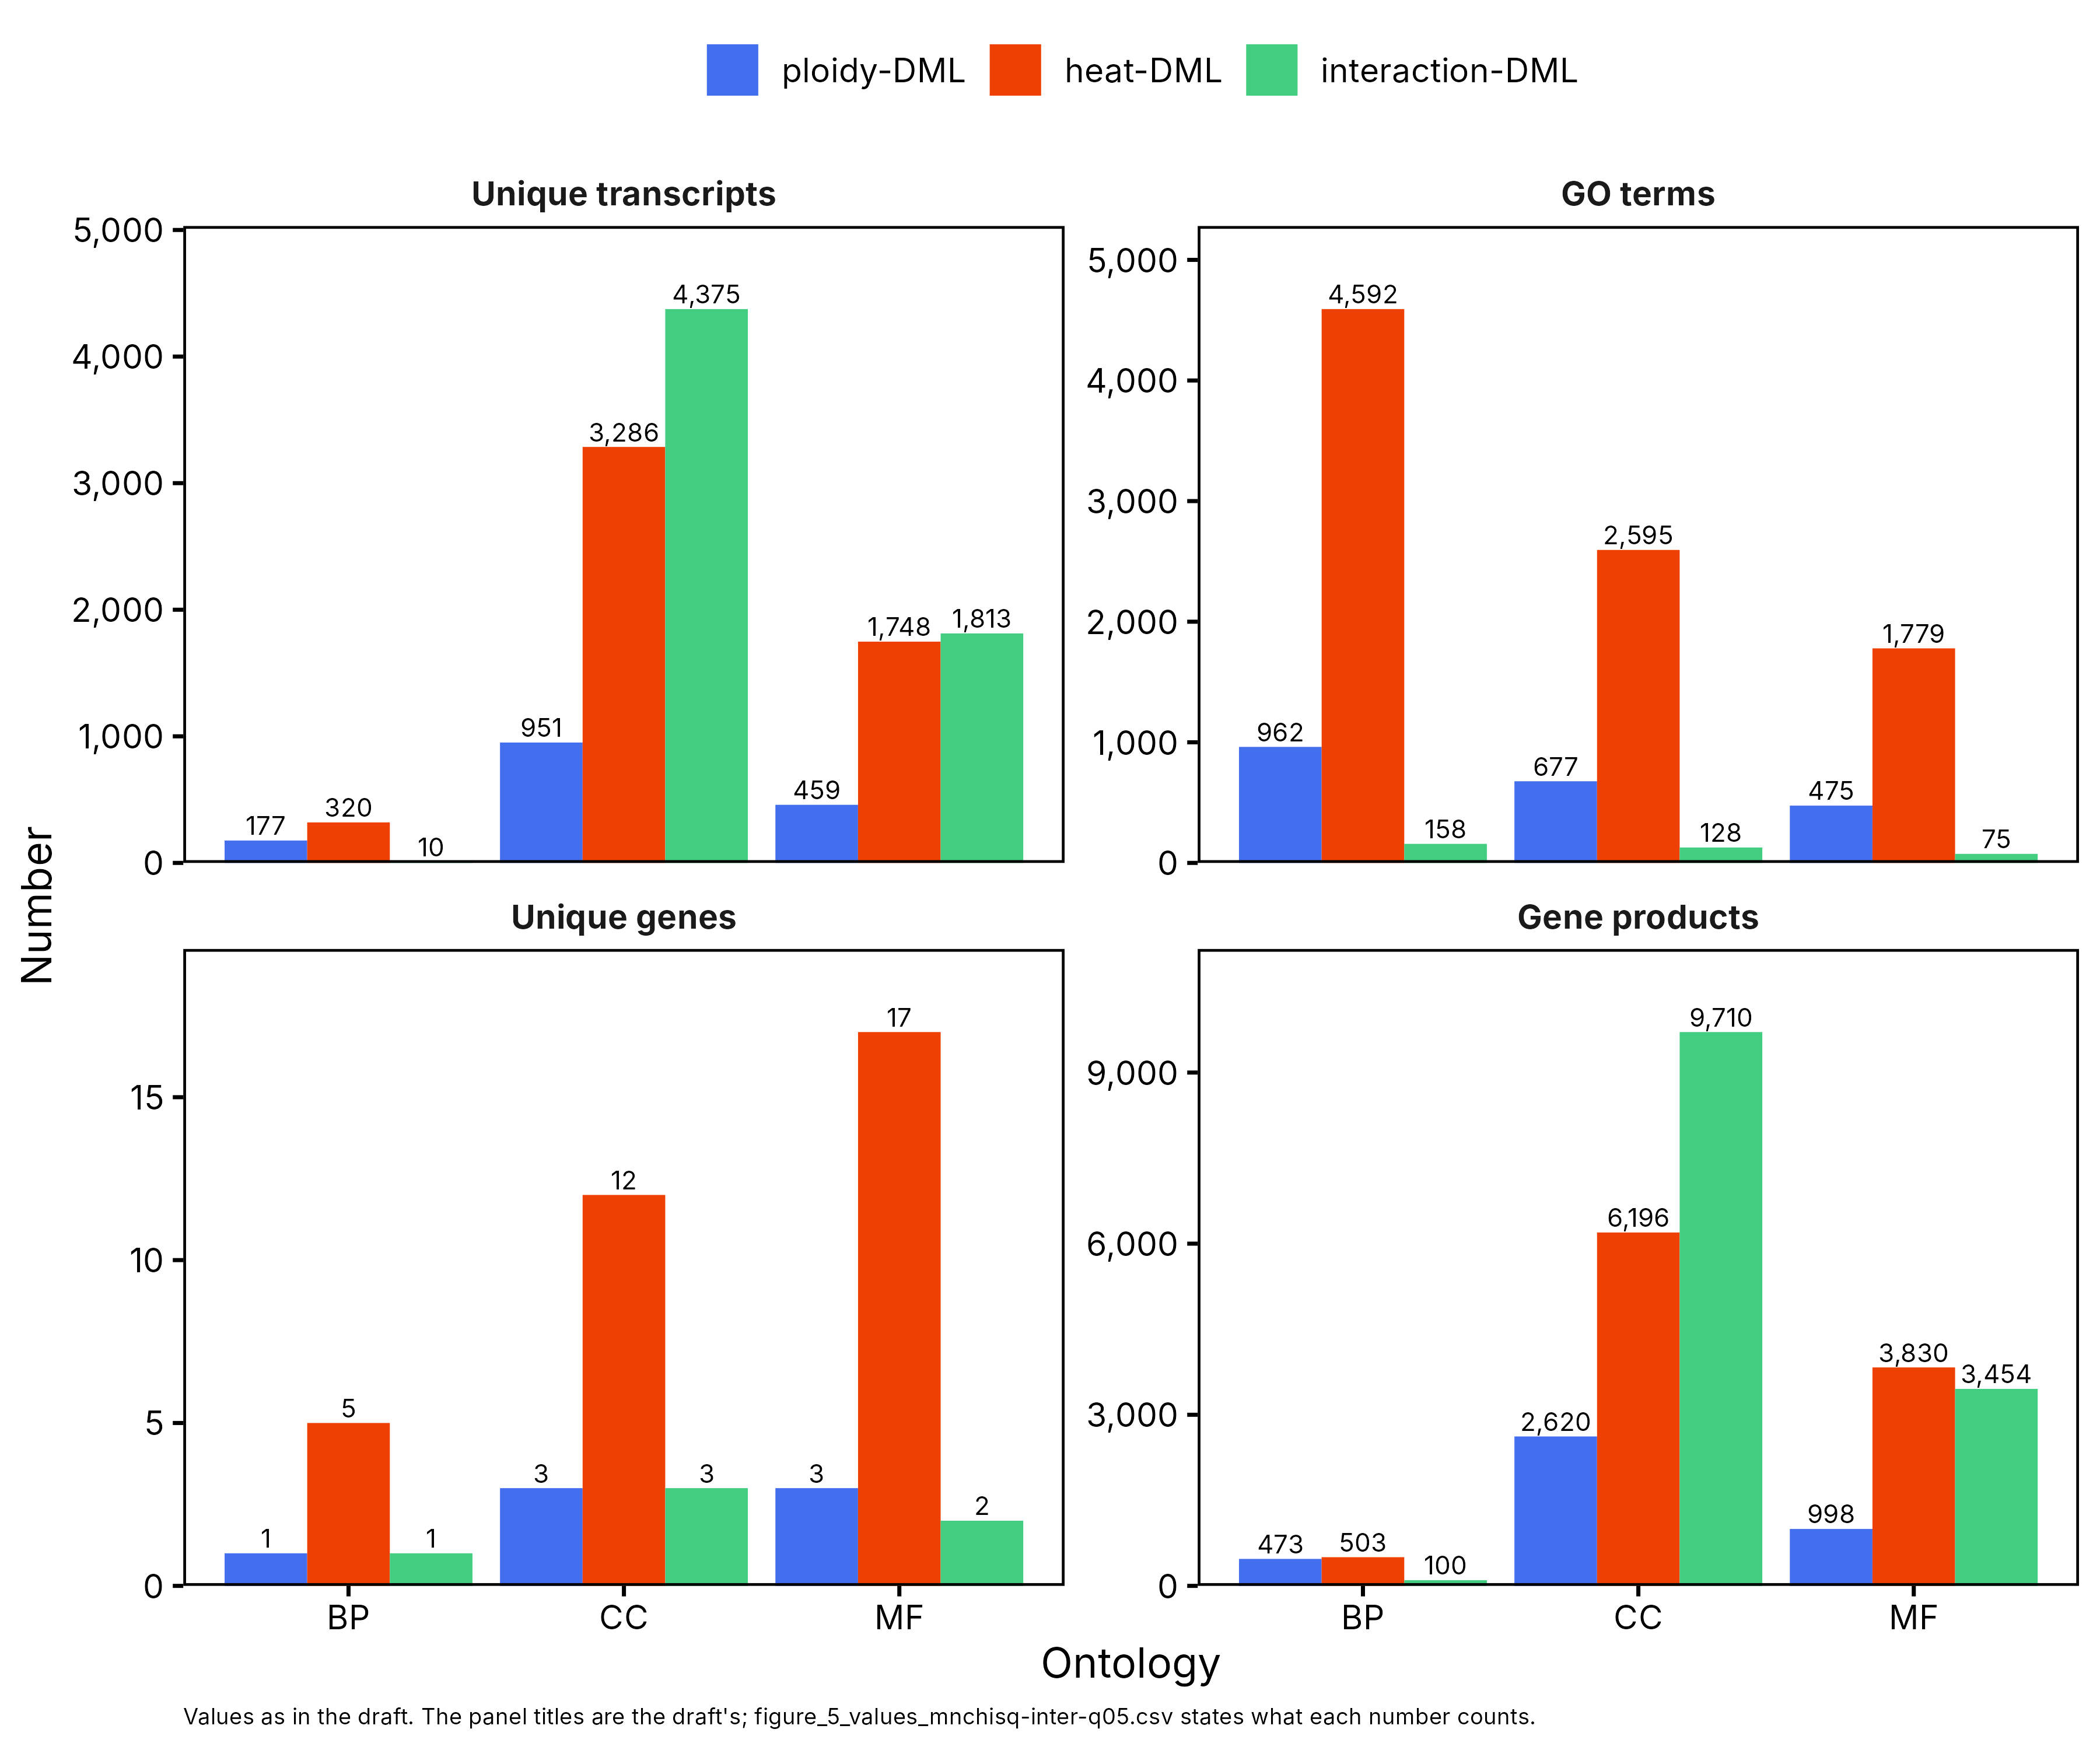 ploidy-DML heat-DML interaction-DML
Unique transcripts
5,000
4,000
3,000
2,000
1,000
0
177 320 10
951 3,286 4,375
459 1,748 1,813
GO terms
5,000
4,000
3,000
2,000
1,000
0
962 4,592 158
677 2,595 128
475 1,779 75
Number
Unique genes
15
10
5
0
1 5 1
3 12 3
3 17 2
BP CC MF
Gene products
9,000
6,000
3,000
0
473 503 100
2,620 6,196 9,710
998 3,830 3,454
BP CC MF
Ontology
Values as in the draft. The panel titles are the draft's; figure_5_values_mnchisq-inter-q05.csv states what each number counts.